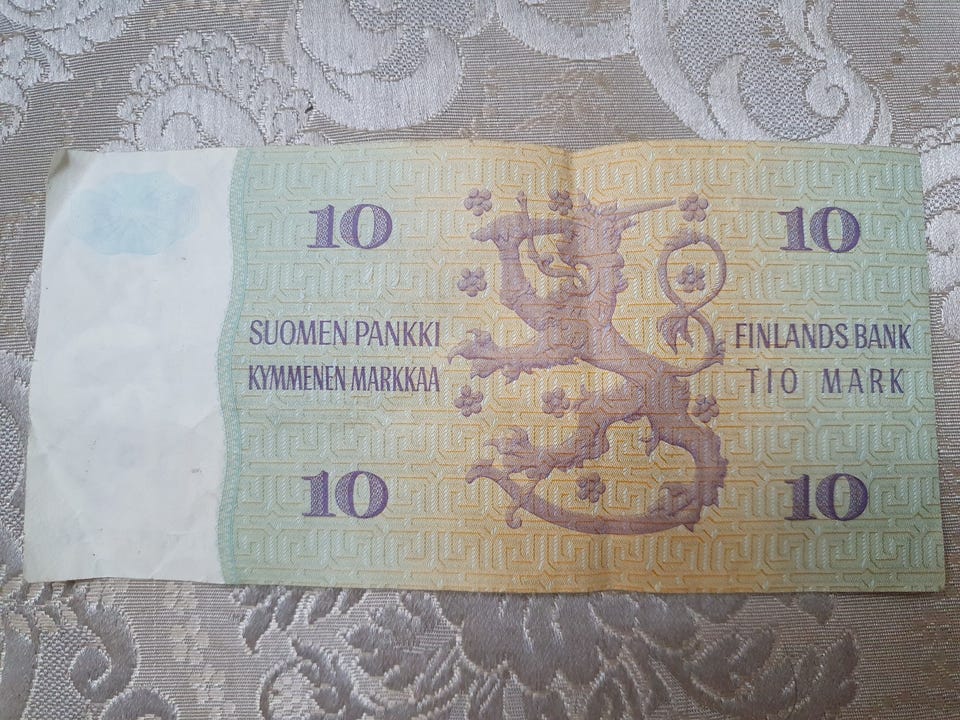 10 10
SUOMEN PANKKI FINLANDS BANK
KYMMENEN MARKKAA TIO MARK
10 10